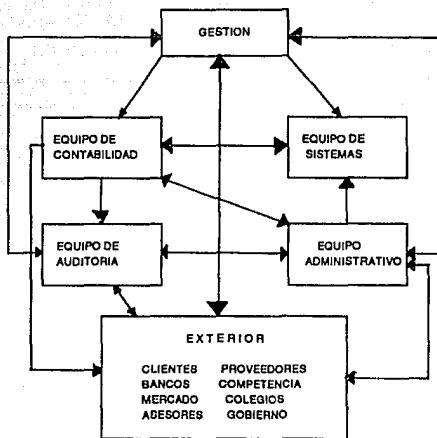 GESTION
EQUIPO DE
CONTABILIDAD
EQUIPO DE
SISTEMAS
EQUIPO DE
AUDITORIA
EQUIPO
ADMINISTRATIVO
EXTERIOR
CLIENTES PROVEEDORES
BANCOS COMPETENCIA
MERCADO COLEGIOS
ADESORES GOBIERNO